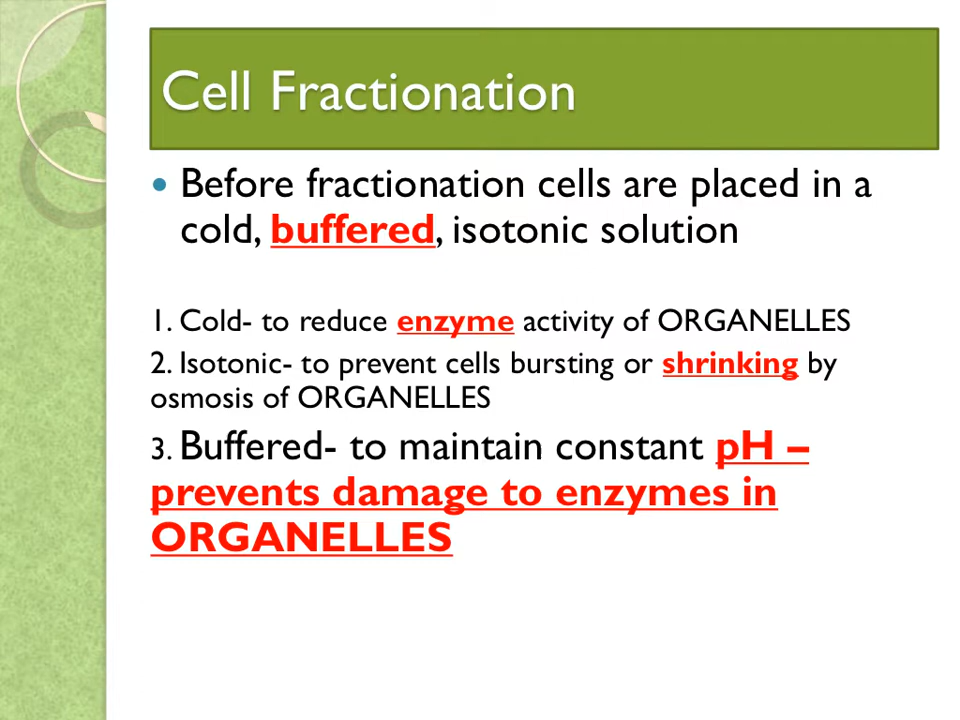 Cell Fractionation
• Before fractionation cells are placed in a
cold, buffered, isotonic solution
1. Cold- to reduce enzyme activity of ORGANELLES
2. Isotonic- to prevent cells bursting or shrinking by
osmosis of ORGANELLES
3. Buffered- to maintain constant pH –
prevents damage to enzymes in
ORGANELLES